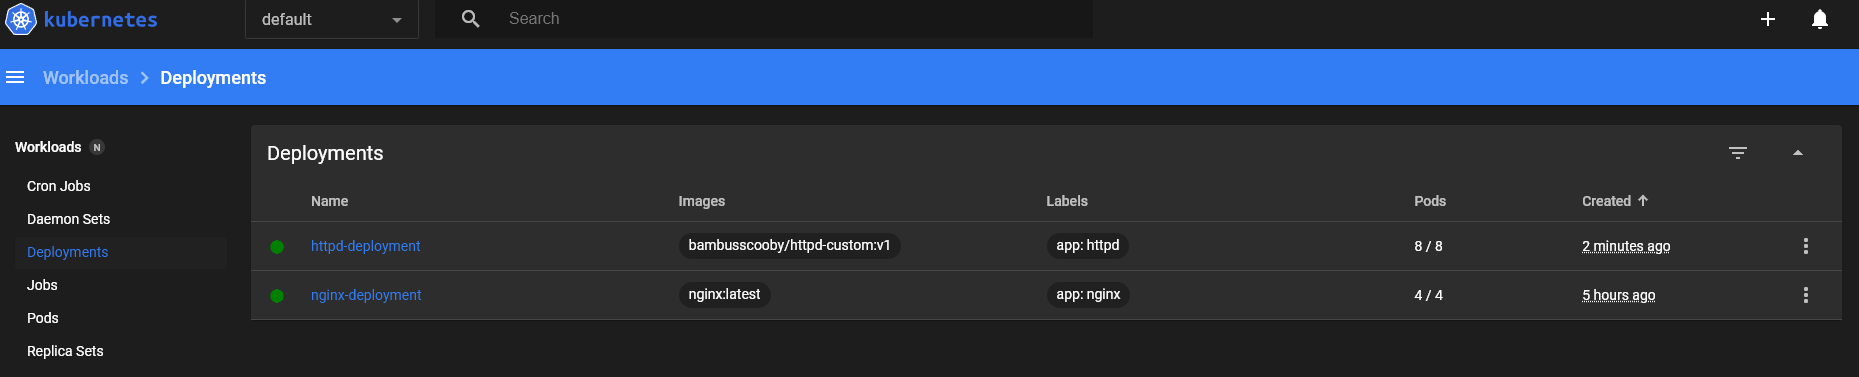 kubernetes default Search
Workloads Deployments
Workloads N
Cron Jobs
Daemon Sets
Deployments
Jobs
Pods
Replica Sets
Deployments
Name Images Labels Pods Created
httpd-deployment bambusscooby/httpd-custom:v1 app: httpd 8 / 8 2 minutes ago
nginx-deployment nginx:latest app: nginx 4 / 4 5 hours ago